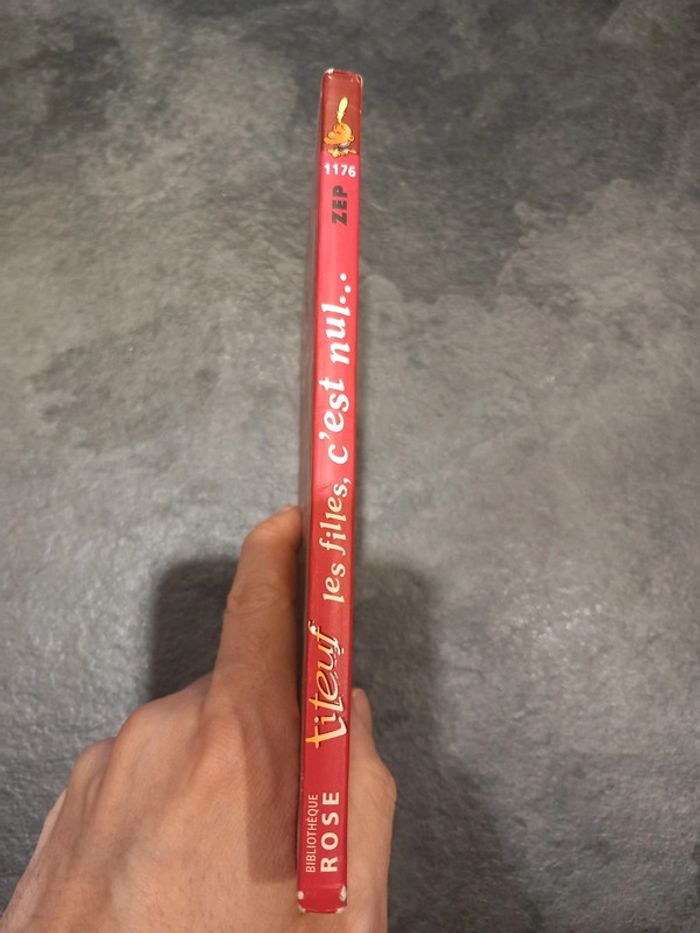 1176
ZEP
titeuf les filles, c'est nul...
BIBLIOTHÈQUE
ROSE